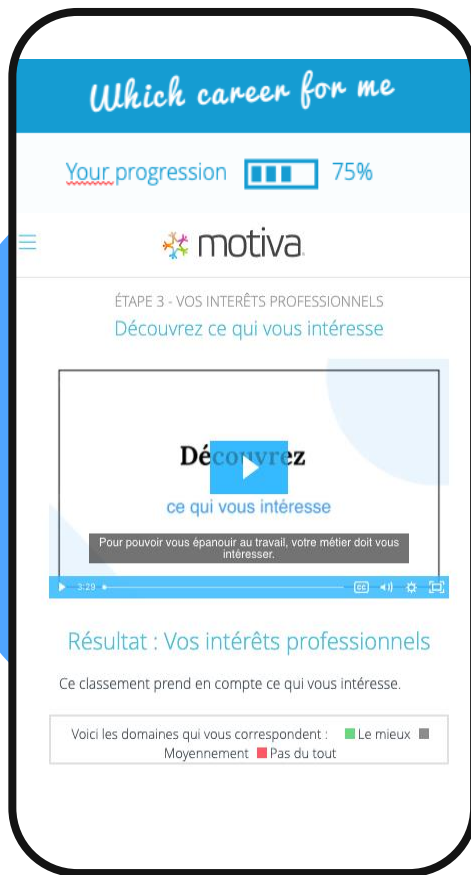 Which career for me
Your progression 75%
motiva
ÉTAPE 3 - VOS INTERÊTS PROFESSIONNELS
Découvrez ce qui vous intéresse
Découvrez
ce qui vous intéresse
Pour pouvoir vous épanouir au travail, votre métier doit vous
intéresser.
3:29 CC
Résultat : Vos intérêts professionnels
Ce classement prend en compte ce qui vous intéresse.
Voici les domaines qui vous correspondent : Le mieux
Moyennement Pas du tout